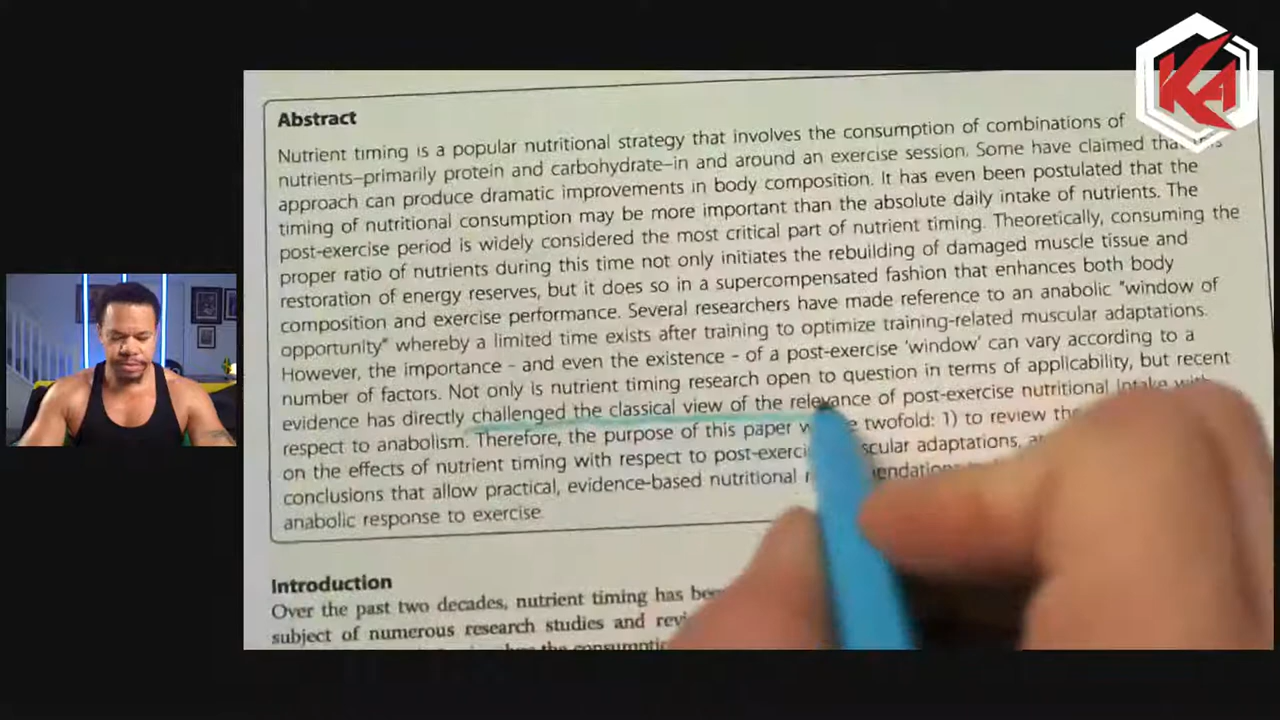 KA
Abstract
Nutrient timing is a popular nutritional strategy that involves the consumption of combinations of
nutrients–primarily protein and carbohydrate–in and around an exercise session. Some have claimed that
approach can produce dramatic improvements in body composition. It has even been postulated that the
timing of nutritional consumption may be more important than the absolute daily intake of nutrients. The
post-exercise period is widely considered the most critical part of nutrient timing. Theoretically, consuming the
proper ratio of nutrients during this time not only initiates the rebuilding of damaged muscle tissue and
restoration of energy reserves, but it does so in a supercompensated fashion that enhances both body
composition and exercise performance. Several researchers have made reference to an anabolic "window of
opportunity" whereby a limited time exists after training to optimize training-related muscular adaptations.
However, the importance - and even the existence - of a post-exercise 'window' can vary according to a
number of factors. Not only is nutrient timing research open to question in terms of applicability, but recent
evidence has directly challenged the classical view of the relevance of post-exercise nutritional intake with
respect to anabolism. Therefore, the purpose of this paper twofold: 1) to review
on the effects of nutrient timing with respect to muscular adaptations,
conclusions that allow practical, evidence-based nutritional
anabolic response to exercise.
Introduction
Over the past two decades, nutrient timing has
subject of numerous research studies and
the